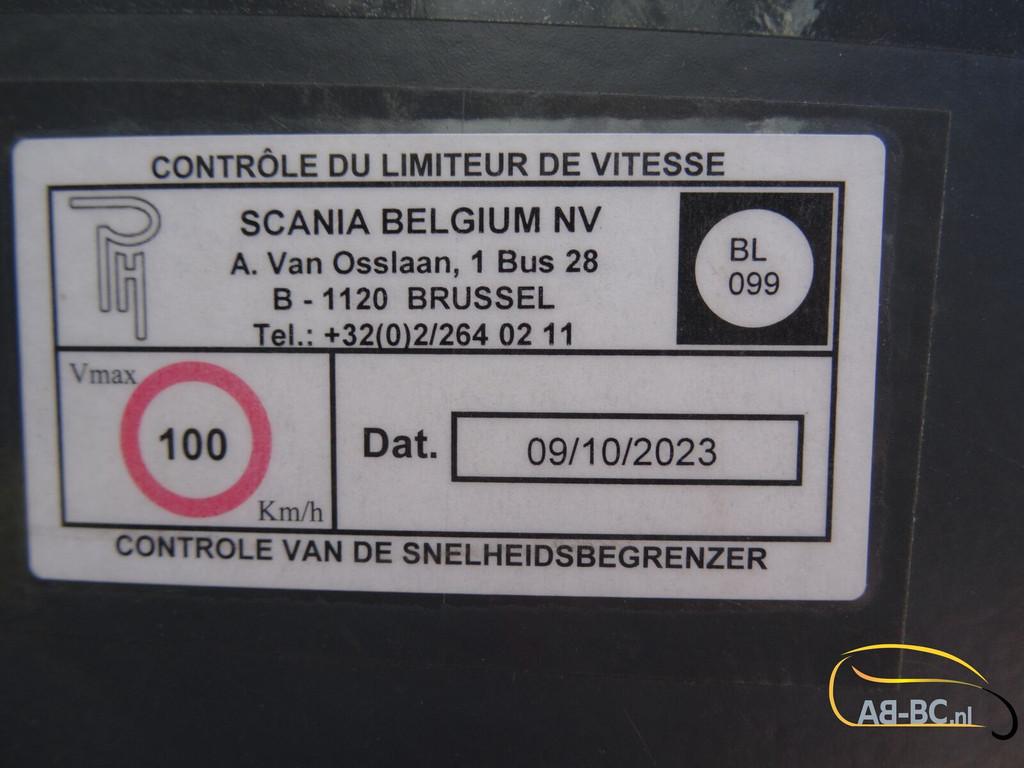 CONTRÔLE DU LIMITEUR DE VITESSE
SCANIA BELGIUM NV
A. Van Osslaan, 1 Bus 28
B - 1120 BRUSSEL
Tel.: +32(0)2/264 02 11
BL
099
Vmax
100
Km/h
Dat. 09/10/2023
CONTROLE VAN DE SNELHEIDSBEGRENZER
AB-BC.nl